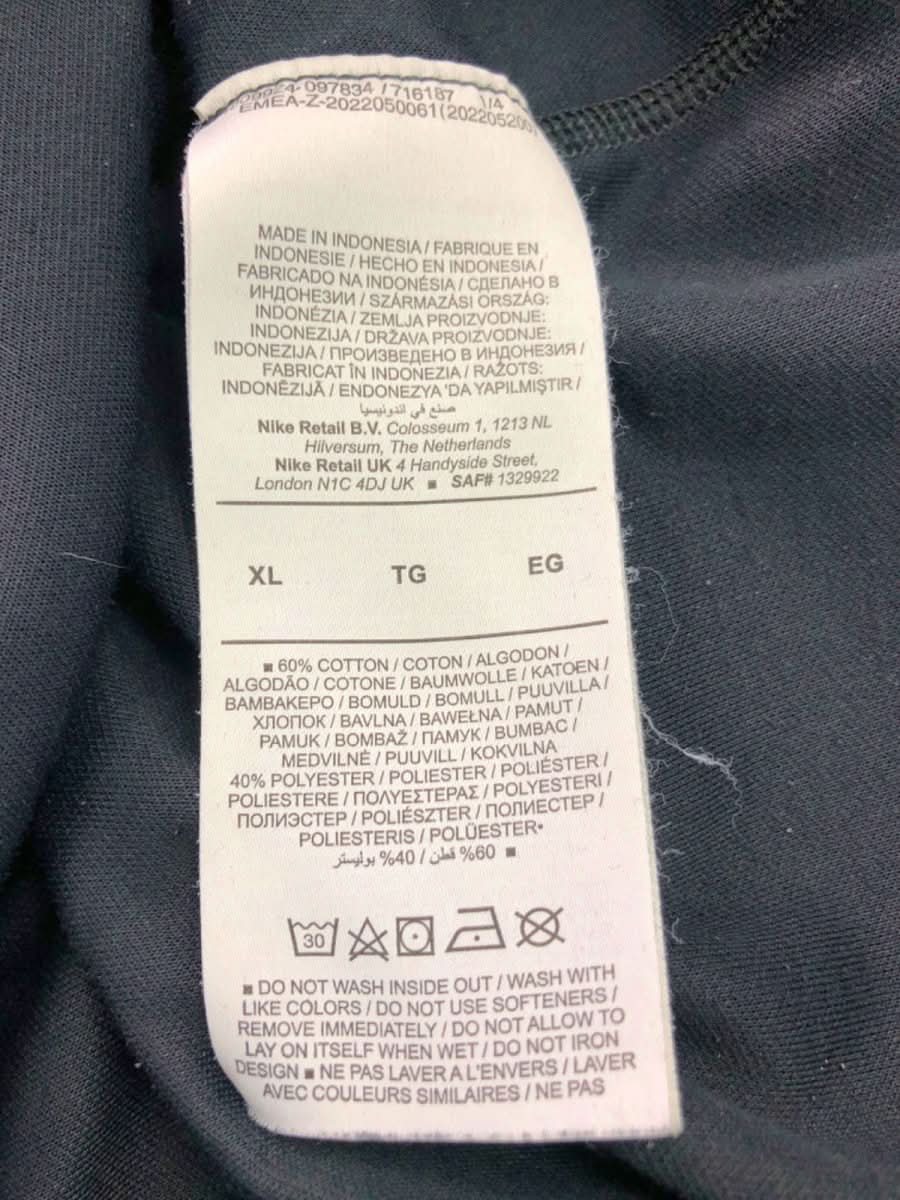 097834 / 716187 1/4
EMEA-Z-2022050061(202205200
MADE IN INDONESIA / FABRIQUE EN
INDONESIE / HECHO EN INDONESIA /
FABRICADO NA INDONÉSIA / СДЕЛАНО В
ИНДОНЕЗИИ / SZÁRMAZÁSI ORSZÁG:
INDONÉZIA / ZEMLJA PROIZVODNJE:
INDONEZIJA / DRŽAVA PROIZVODNJE:
INDONEZIJA / ПРОИЗВЕДЕНО В ИНДОНЕЗИЯ /
FABRICAT ÎN INDONEZIA / RAŽOTS:
INDONĒZIJĀ / ENDONEZYA 'DA YAPILMIŞTIR /
صنع في اندونيسيا
Nike Retail B.V. Colosseum 1, 1213 NL
Hilversum, The Netherlands
Nike Retail UK 4 Handyside Street,
London N1C 4DJ UK ■ SAF# 1329922
XL TG EG
■ 60% COTTON / COTON / ALGODON /
ALGODÃO / COTONE / BAUMWOLLE / KATOEN /
ΒΑΜΒΑΚΕΡΟ / BOMULD / BOMULL / PUUVILLA /
ХЛОПОК / BAVLNA / BAWEŁNA / PAMUT /
PAMUK / BOMBAŽ / ПАМУК / BUMBAC /
MEDVILNĖ / PUUVILL / KOKVILNA
40% POLYESTER / POLIESTER / POLIÉSTER /
POLIESTERE / ΠΟΛΥΕΣΤΕΡΑΣ / POLYESTERI /
ПОЛИЭСТЕР / POLIÉSZTER / ПОЛИЕСТЕР /
POLIESTERIS / POLÜESTER•
■ 60% قطن / 40% بوليستر
30
■ DO NOT WASH INSIDE OUT / WASH WITH
LIKE COLORS / DO NOT USE SOFTENERS /
REMOVE IMMEDIATELY / DO NOT ALLOW TO
LAY ON ITSELF WHEN WET / DO NOT IRON
DESIGN ■ NE PAS LAVER A L'ENVERS / LAVER
AVEC COULEURS SIMILAIRES / NE PAS